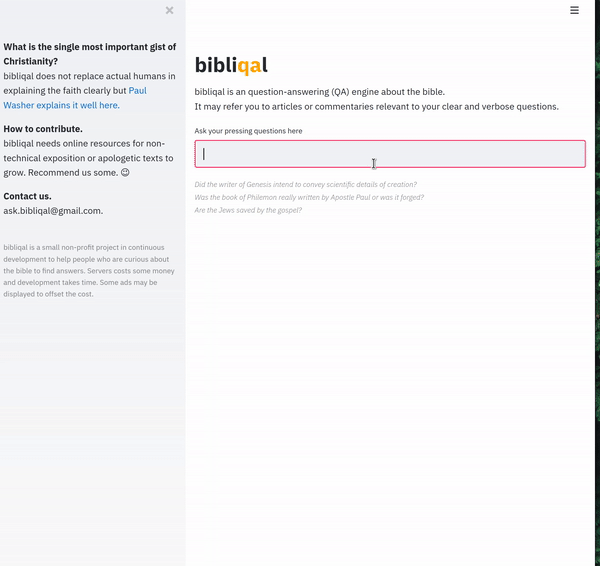 What is the single most important gist of
Christianity?
bibliqal does not replace actual humans in
explaining the faith clearly but Paul
Washer explains it well here.
How to contribute.
bibliqal needs online resources for non-
technical exposition or apologetic texts to
grow. Recommend us some. 😉
Contact us.
ask.bibliqal@gmail.com.
bibliqal is a small non-profit project in continuous
development to help people who are curious about
the bible to find answers. Servers costs some money
and development takes time. Some ads may be
displayed to offset the cost.
bibliqal
bibliqal is an question-answering (QA) engine about the bible.
It may refer you to articles or commentaries relevant to your clear and verbose questions.
Ask your pressing questions here
Did the writer of Genesis intend to convey scientific details of creation?
Was the book of Philemon really written by Apostle Paul or was it forged?
Are the Jews saved by the gospel?